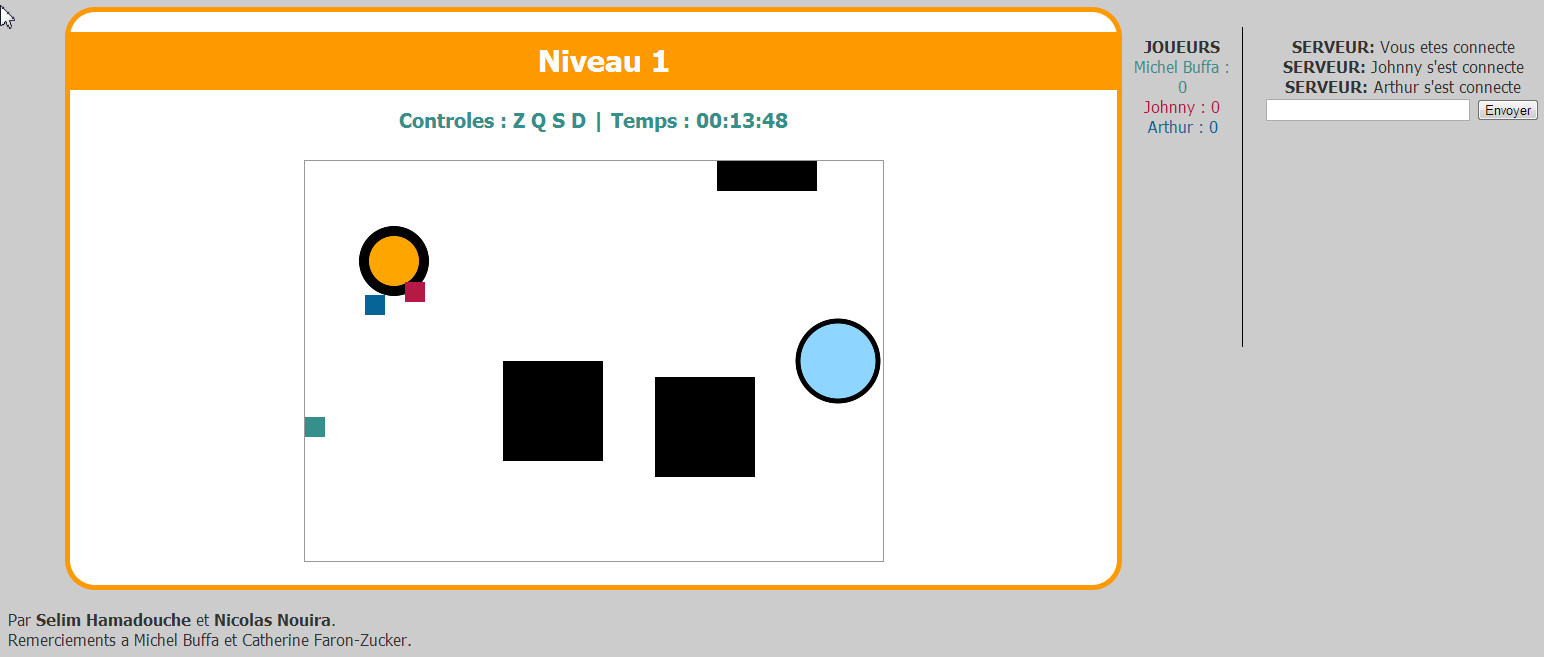 Niveau 1
Controles : Z Q S D | Temps : 00:13:48
JOUEURS
Michel Buffa :
0
Johnny : 0
Arthur : 0
SERVEUR: Vous etes connecte
SERVEUR: Johnny s'est connecte
SERVEUR: Arthur s'est connecte
Envoyer
Par Selim Hamadouche et Nicolas Nouira.
Remerciements a Michel Buffa et Catherine Faron-Zucker.